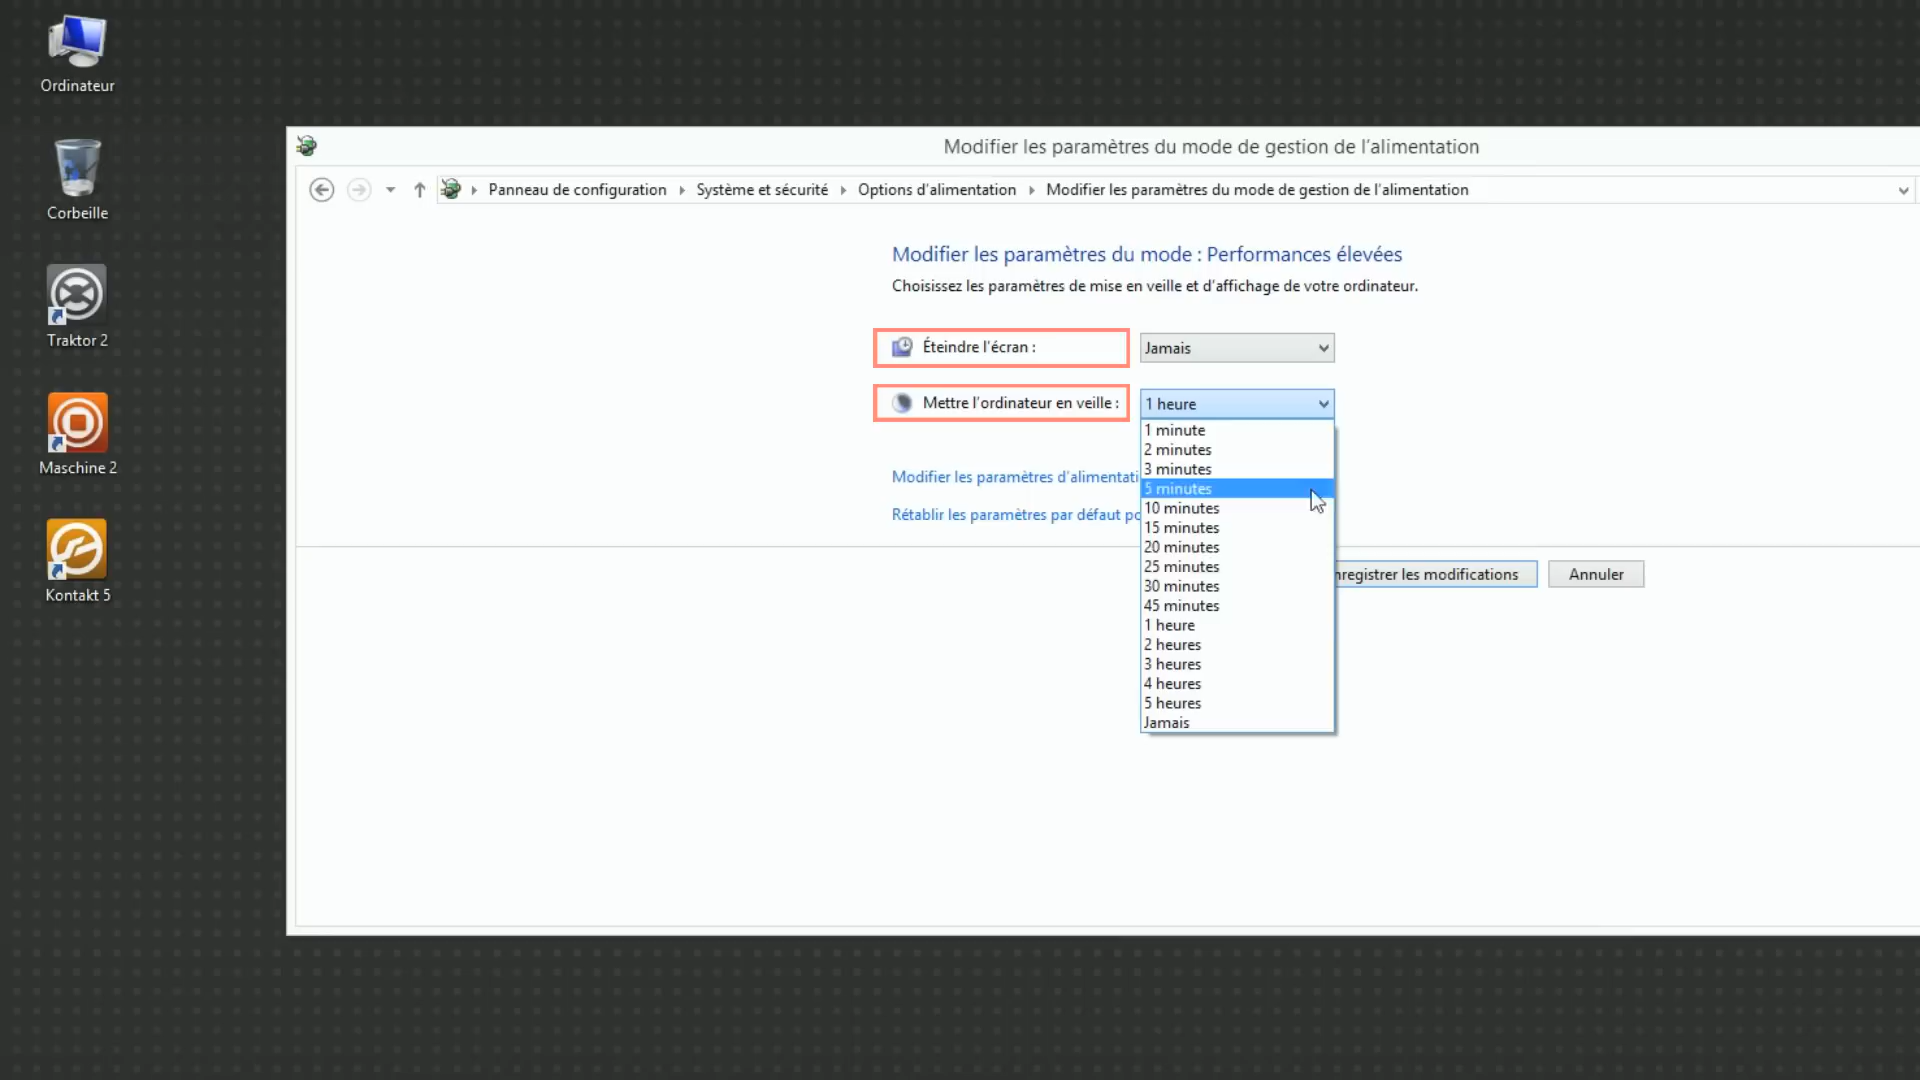 Ordinateur
Corbeille
Traktor 2
Maschine 2
Kontakt 5
Modifier les paramètres du mode de gestion de l'alimentation
Panneau de configuration Système et sécurité Options d'alimentation Modifier les paramètres du mode de gestion de l'alimentation
Modifier les paramètres du mode : Performances élevées
Choisissez les paramètres de mise en veille et d'affichage de votre ordinateur.
Éteindre l'écran : Jamais
Mettre l'ordinateur en veille : 1 heure
1 minute
2 minutes
3 minutes
5 minutes
10 minutes
15 minutes
20 minutes
25 minutes
30 minutes
45 minutes
1 heure
2 heures
3 heures
4 heures
5 heures
Jamais
Modifier les paramètres d'alimentati
Rétablir les paramètres par défaut po
nregistrer les modifications
Annuler